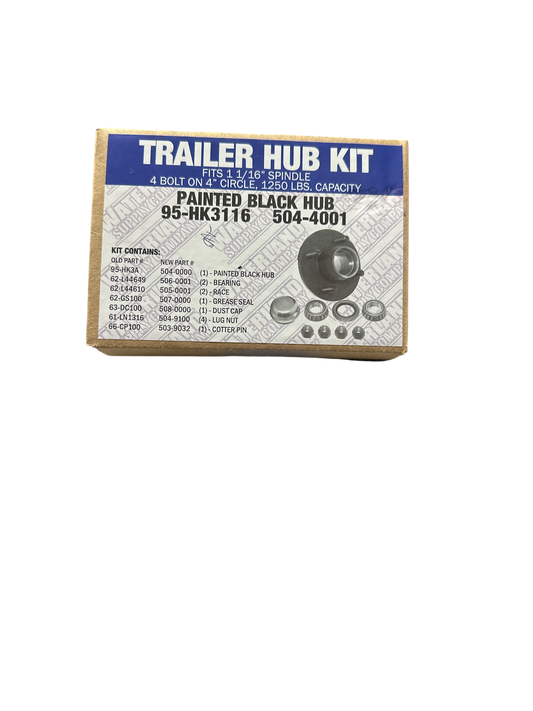 TRAILER HUB KIT
FITS 1 1/16" SPINDLE
4 BOLT ON 4" CIRCLE, 1250 LBS. CAPACITY
PAINTED BLACK HUB
95-HK3116 504-4001
KIT CONTAINS:
OLD PART # NEW PART #
95-HK3A 504-0000 (1) - PAINTED BLACK HUB
62-L44649 506-0001 (2) - BEARING
62-L44610 505-0001 (2) - RACE
62-GS100 507-0000 (1) - GREASE SEAL
63-DC100 508-0000 (1) - DUST CAP
61-LN1316 504-9100 (4) - LUG NUT
66-CP100 503-9032 (1) - COTTER PIN